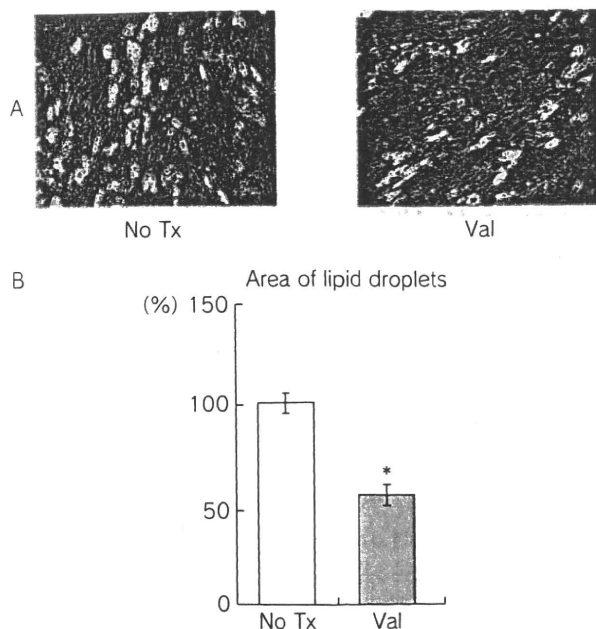 A
No Tx Val
B
Area of lipid droplets
(%) 150
100
*
50
0
No Tx Val